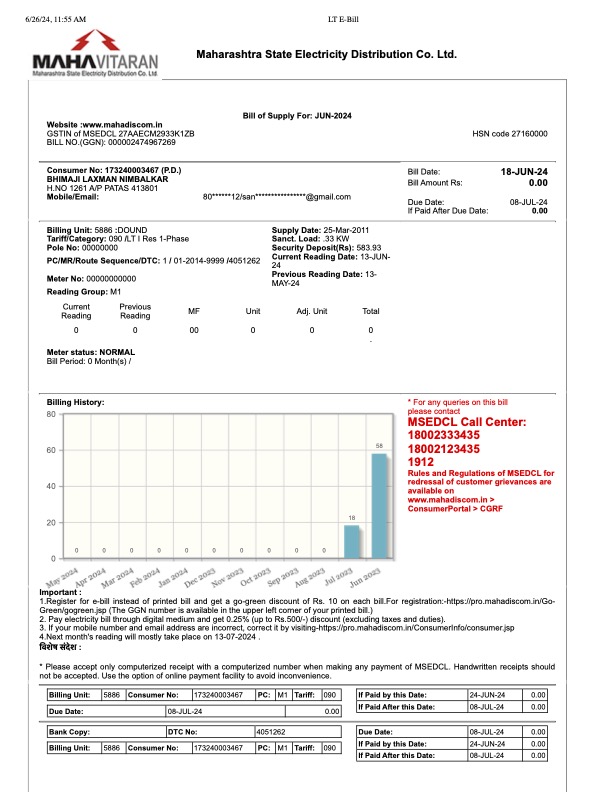 6/26/24, 11:55 AM LT E-Bill
MAHAVITARAN
Maharashtra State Electricity Distribution Co. Ltd.
Maharashtra State Electricity Distribution Co. Ltd.
Bill of Supply For: JUN-2024
Website :www.mahadiscom.in
GSTIN of MSEDCL 27AAECM2933K1ZB HSN code 27160000
BILL NO.(GGN): 000002474967269
Consumer No: 173240003467 (P.D.)
BHIMAJI LAXMAN NIMBALKAR
H.NO 1261 A/P PATAS 413801
Mobile/Email: 80******12/san****************@gmail.com
Bill Date: 18-JUN-24
Bill Amount Rs: 0.00
Due Date: 08-JUL-24
If Paid After Due Date: 0.00
Billing Unit: 5886 :DOUND
Tariff/Category: 090 /LT I Res 1-Phase
Pole No: 00000000
PC/MR/Route Sequence/DTC: 1 / 01-2014-9999 /4051262
Meter No: 00000000000
Reading Group: M1
Supply Date: 25-Mar-2011
Sanct. Load: .33 KW
Security Deposit(Rs): 583.93
Current Reading Date: 13-JUN-
24
Previous Reading Date: 13-
MAY-24
Current Reading Previous Reading MF Unit Adj. Unit Total
0 0 00 0 0 0
Meter status: NORMAL
Bill Period: 0 Month(s) /
Billing History:
80
60
40
20
0
0 0 0 0 0 0 0 0 0 0 18 58
May 2024 Apr 2024 Mar 2024 Feb 2024 Jan 2024 Dec 2023 Nov 2023 Oct 2023 Sep 2023 Aug 2023 Jul 2023 Jun 2023
* For any queries on this bill
please contact
MSEDCL Call Center:
18002333435
18002123435
1912
Rules and Regulations of MSEDCL for
redressal of customer grievances are
available on
www.mahadiscom.in >
ConsumerPortal > CGRF
Important :
1.Register for e-bill instead of printed bill and get a go-green discount of Rs. 10 on each bill.For registration:-https://pro.mahadiscom.in/Go-
Green/gogreen.jsp (The GGN number is available in the upper left corner of your printed bill.)
2. Pay electricity bill through digital medium and get 0.25% (up to Rs.500/-) discount (excluding taxes and duties).
3. If your mobile number and email address are incorrect, correct it by visiting-https://pro.mahadiscom.in/ConsumerInfo/consumer.jsp
4.Next month's reading will mostly take place on 13-07-2024 .
विशेष संदेश :
* Please accept only computerized receipt with a computerized number when making any payment of MSEDCL. Handwritten receipts should
not be accepted. Use the option of online payment facility to avoid inconvenience.
Billing Unit: 5886 Consumer No: 173240003467 PC: M1 Tariff: 090
Due Date: 08-JUL-24 0.00
If Paid by this Date: 24-JUN-24 0.00
If Paid After this Date: 08-JUL-24 0.00
Bank Copy: DTC No: 4051262
Billing Unit: 5886 Consumer No: 173240003467 PC: M1 Tariff: 090
Due Date: 08-JUL-24 0.00
If Paid by this Date: 24-JUN-24 0.00
If Paid After this Date: 08-JUL-24 0.00